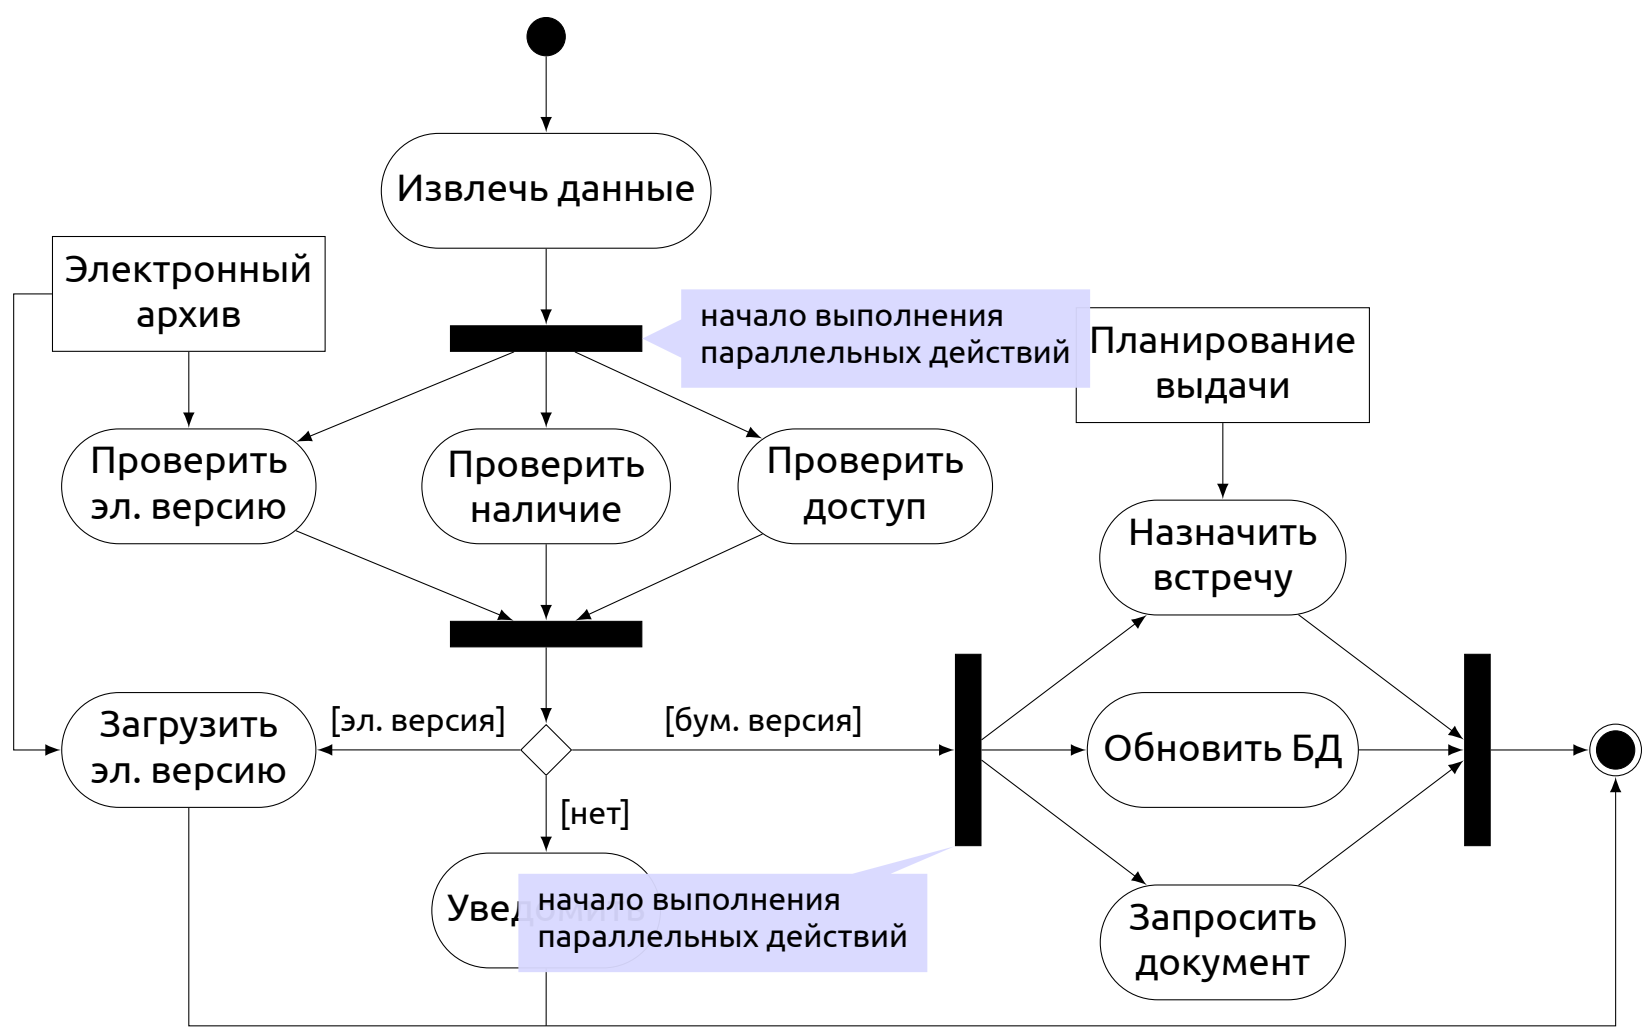 Извлечь данные
Электронный
архив
начало выполнения
параллельных действий
Планирование
выдачи
Проверить
эл. версию
Проверить
наличие
Проверить
доступ
Назначить
встречу
[эл. версия]
[бум. версия]
Загрузить
эл. версию
Обновить БД
[нет]
Уведомить
начало выполнения
параллельных действий
Запросить
документ